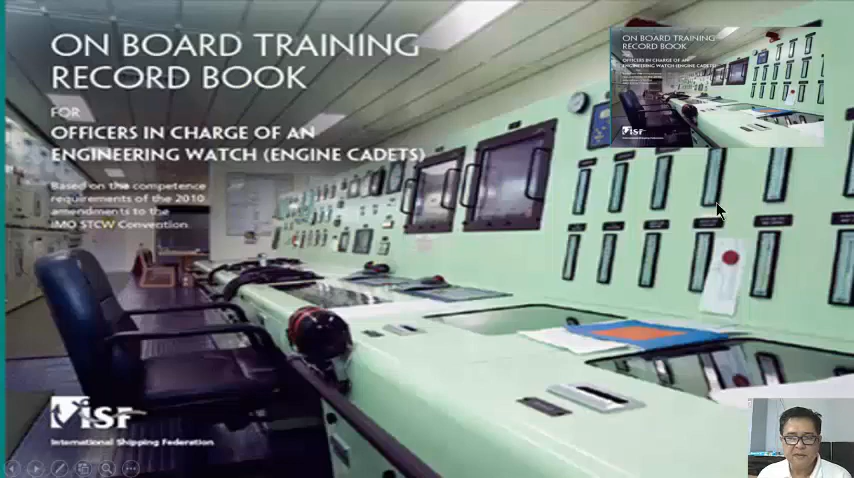 ON BOARD TRAINING
RECORD BOOK
FOR
OFFICERS IN CHARGE OF AN
ENGINEERING WATCH (ENGINE CADETS)
Based on the competence
requirements of the 2010
amendments to the
IMO STCW Convention
ISF
International Shipping Federation
ON BOARD TRAINING
RECORD BOOK
OFFICERS IN CHARGE OF AN
ENGINEERING WATCH (ENGINE CADETS)
ISF